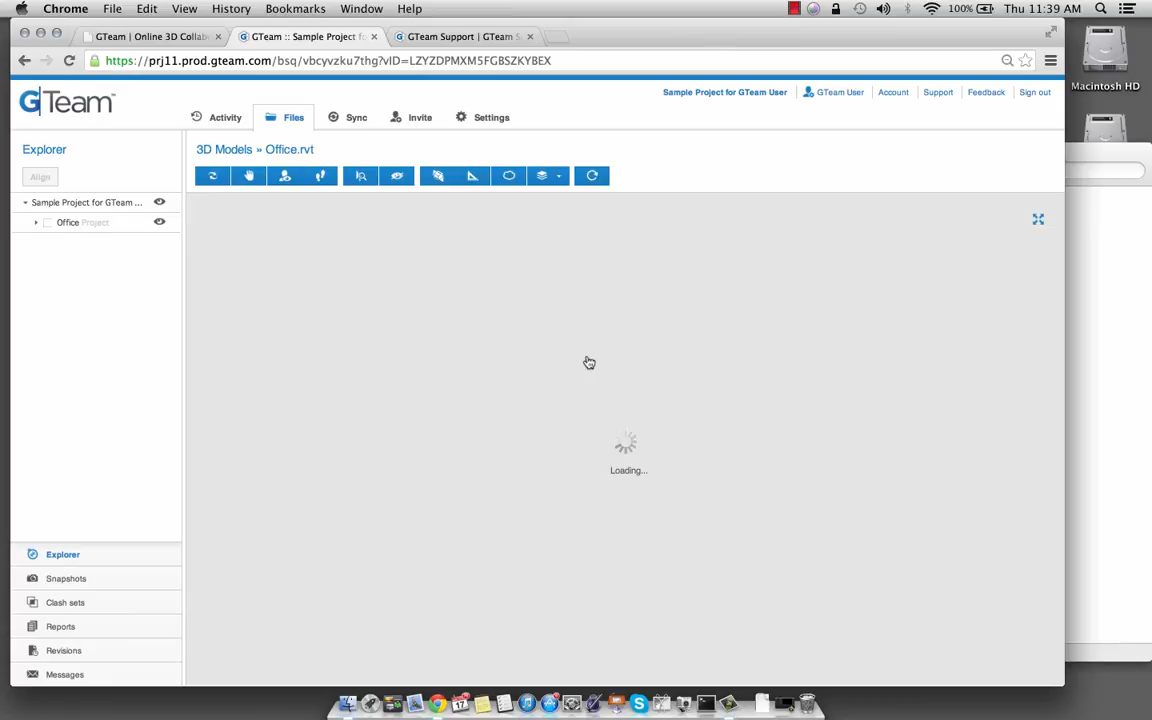 Chrome File Edit View History Bookmarks Window Help 100% Thu 11:39 AM
GTeam | Online 3D Collab GTeam :: Sample Project fo GTeam Support | GTeam S
https://prj11.prod.gteam.com/bsq/vbcyvzku7thg?vID=LZYZDPMXM5FGBSZKYBEX
Macintosh HD
GTeam™
Sample Project for GTeam User GTeam User Account Support Feedback Sign out
Activity Files Sync Invite Settings
Explorer
3D Models » Office.rvt
Align
Sample Project for GTeam ...
Office Project
Loading...
Explorer
Snapshots
Clash sets
Reports
Revisions
Messages